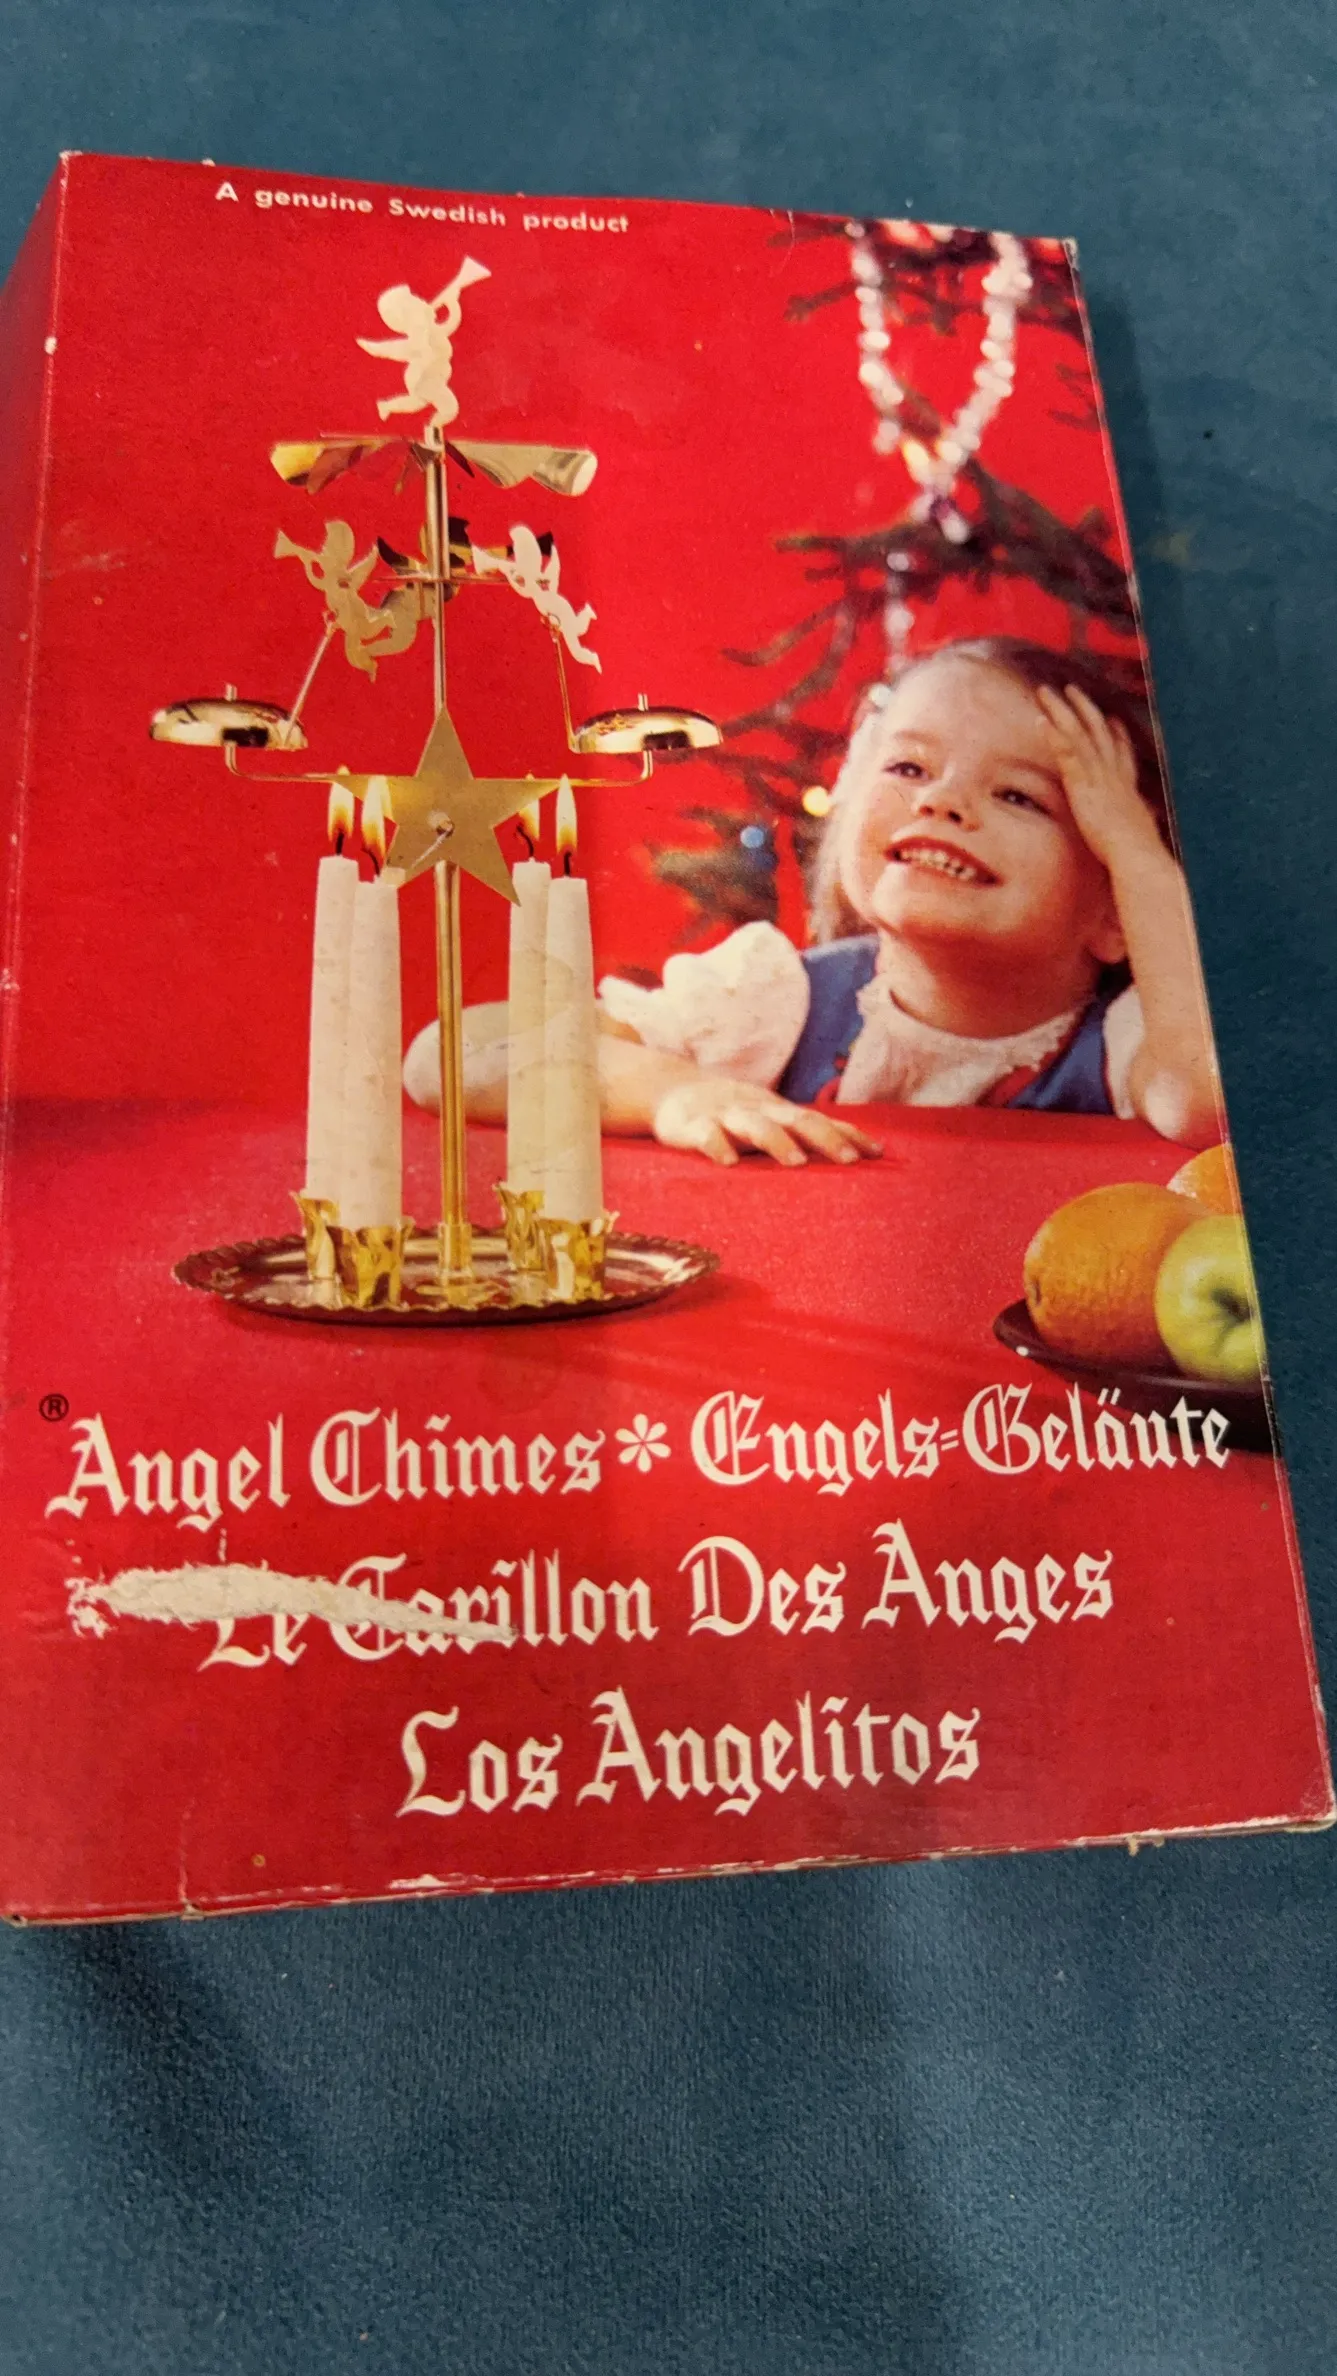 A genuine Swedish product
®
Angel Chimes * Engels=Geläute
Le Carillon Des Anges
Los Angelitos